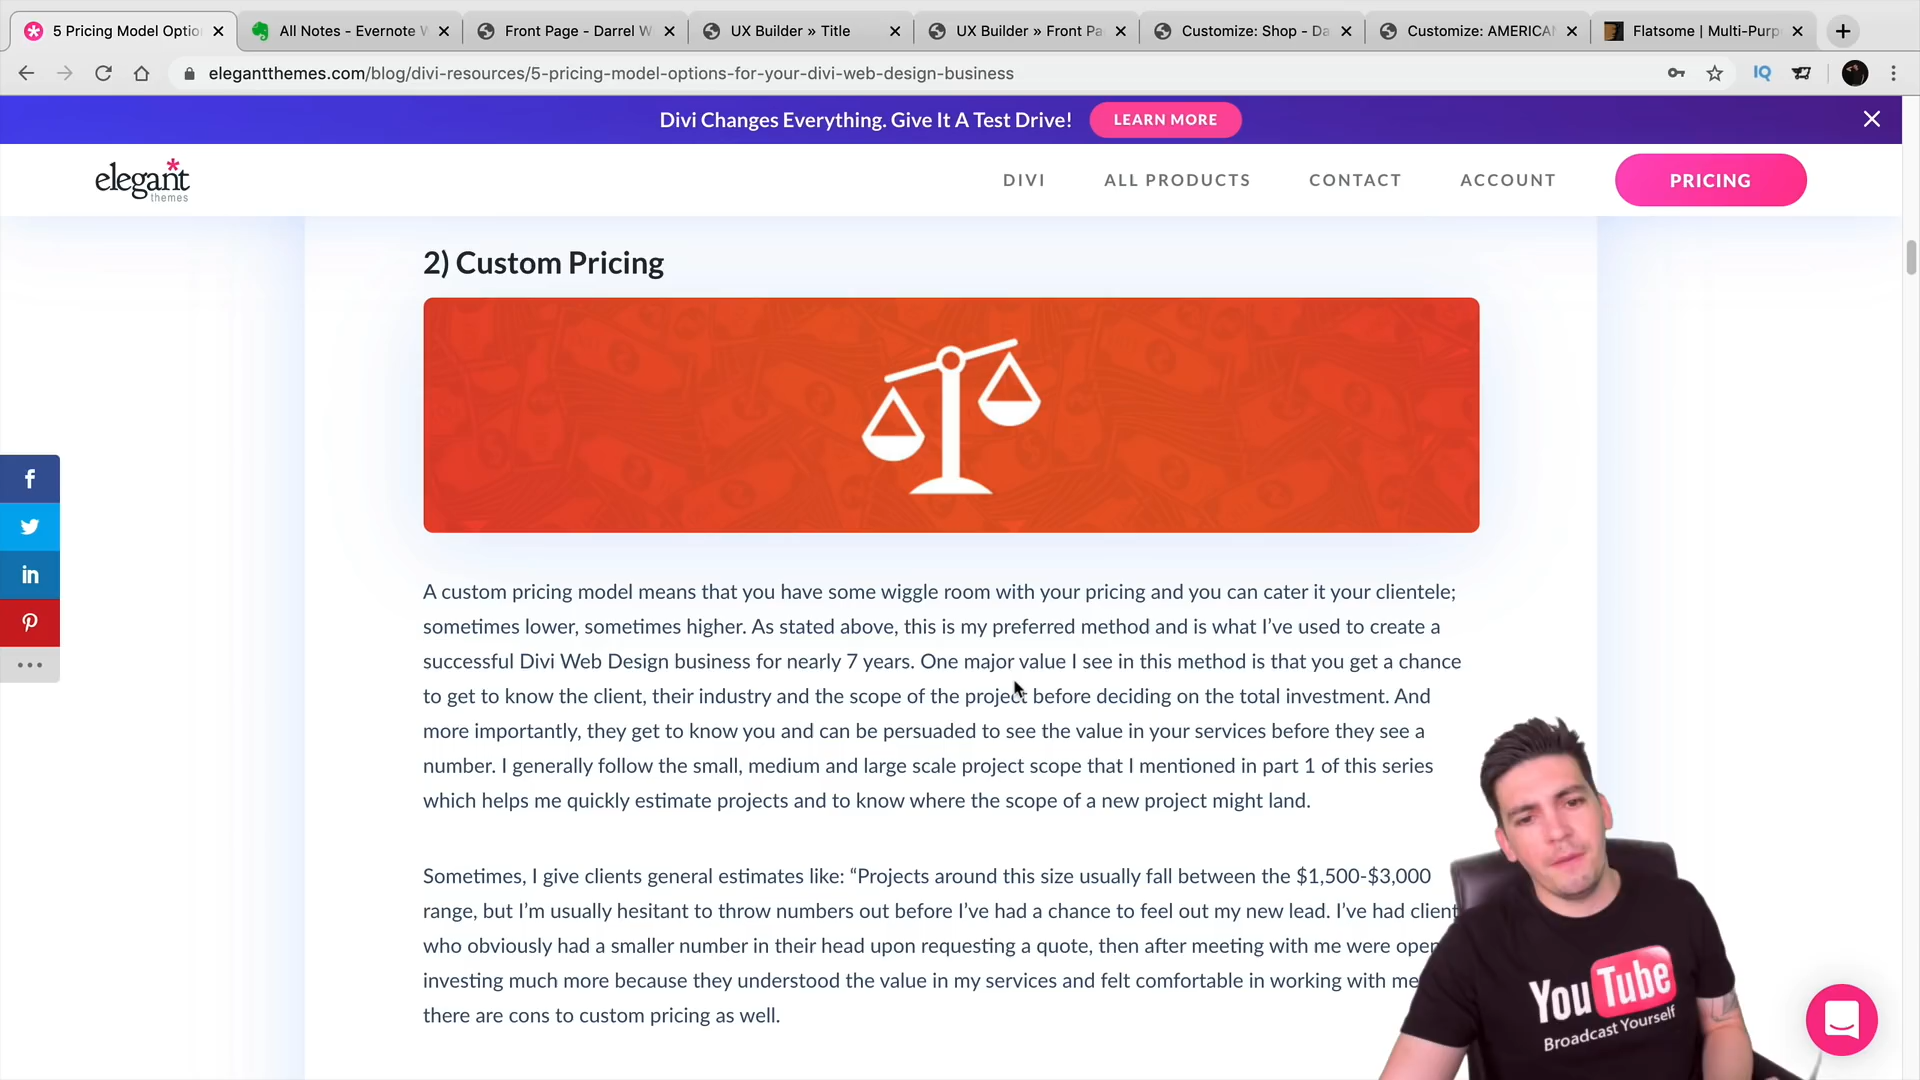 5 Pricing Model Optio
All Notes - Evernote W
Front Page - Darrel W
UX Builder » Title
UX Builder » Front Pa
Customize: Shop - Da
Customize: AMERICA
Flatsome | Multi-Purp
elegantthemes.com/blog/divi-resources/5-pricing-model-options-for-your-divi-web-design-business
IQ
Divi Changes Everything. Give It A Test Drive!
LEARN MORE
elegant
themes
DIVI
ALL PRODUCTS
CONTACT
ACCOUNT
PRICING
2) Custom Pricing
A custom pricing model means that you have some wiggle room with your pricing and you can cater it your clientele;
sometimes lower, sometimes higher. As stated above, this is my preferred method and is what I’ve used to create a
successful Divi Web Design business for nearly 7 years. One major value I see in this method is that you get a chance
to get to know the client, their industry and the scope of the project before deciding on the total investment. And
more importantly, they get to know you and can be persuaded to see the value in your services before they see a
number. I generally follow the small, medium and large scale project scope that I mentioned in part 1 of this series
which helps me quickly estimate projects and to know where the scope of a new project might land.
Sometimes, I give clients general estimates like: “Projects around this size usually fall between the $1,500-$3,000
range, but I’m usually hesitant to throw numbers out before I’ve had a chance to feel out my new lead. I’ve had client
who obviously had a smaller number in their head upon requesting a quote, then after meeting with me were open
investing much more because they understood the value in my services and felt comfortable in working with me
there are cons to custom pricing as well.
YouTube
Broadcast Yourself